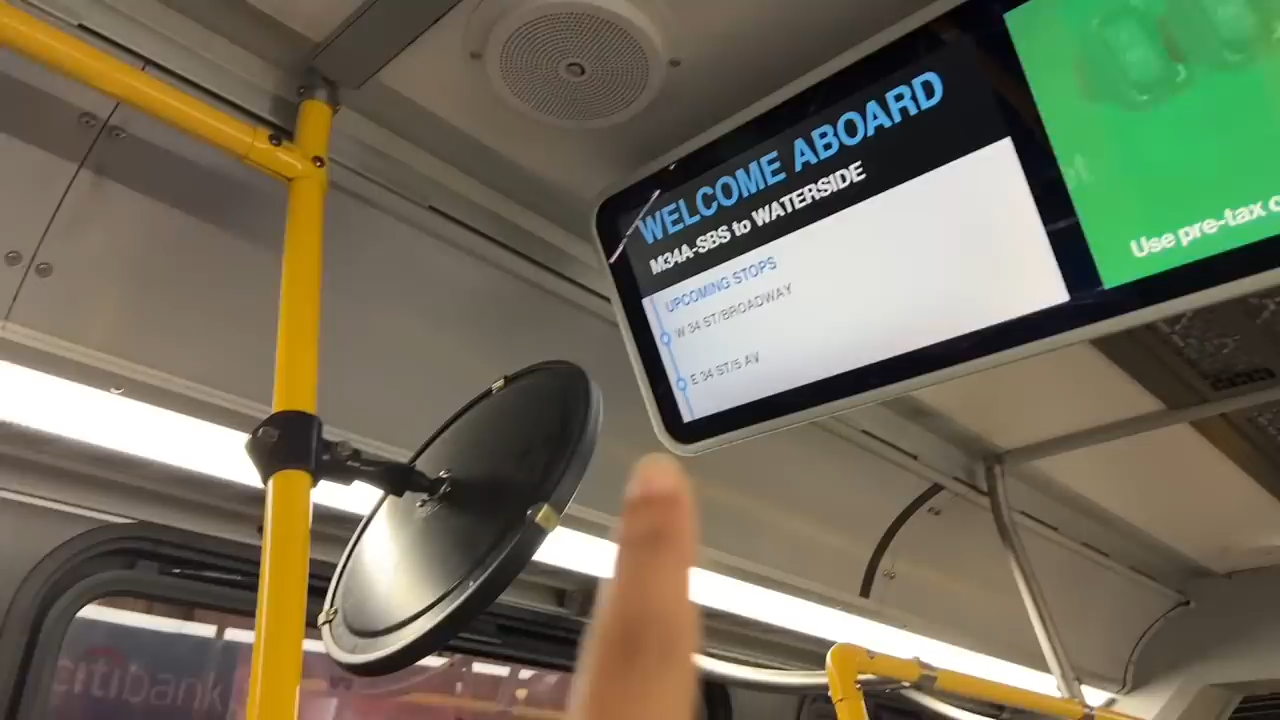 WELCOME ABOARD
M34A-SBS to WATERSIDE
UPCOMING STOPS
W 34 ST/BROADWAY
E 34 ST/5 AV
Use pre-tax
citibank